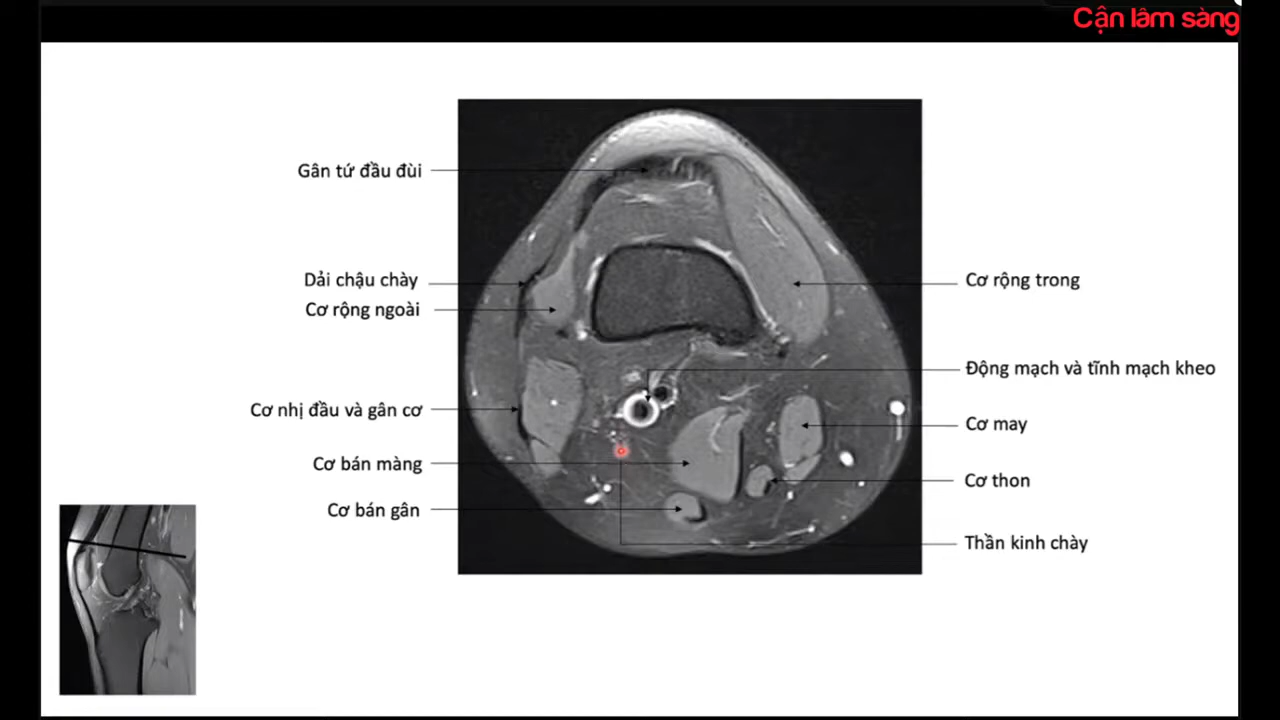 Cận lâm sàng
Gân tứ đầu đùi
Dải chậu chày
Cơ rộng ngoài
Cơ nhị đầu và gân cơ
Cơ bán màng
Cơ bán gân
Cơ rộng trong
Động mạch và tĩnh mạch kheo
Cơ may
Cơ thon
Thần kinh chày